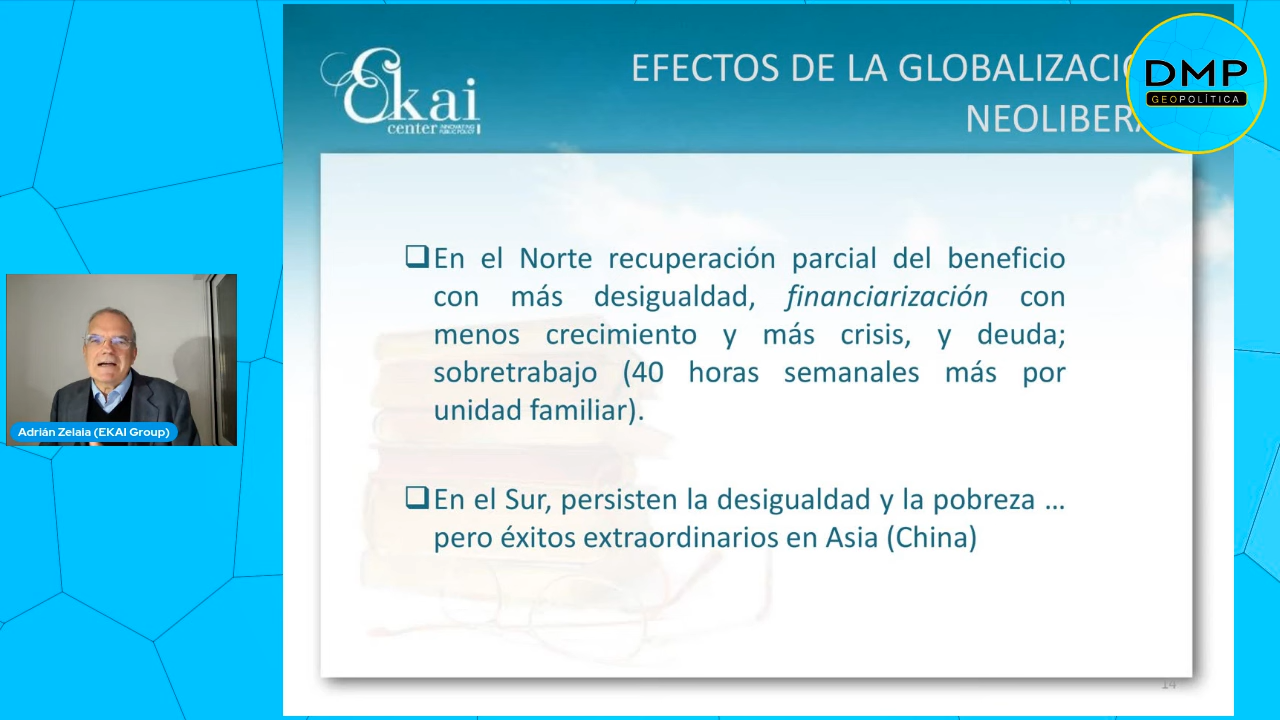 Ekai
center
EFECTOS DE LA GLOBALIZACIÓ
NEOLIBERA
DMP
GEOPOLÍTICA
❑En el Norte recuperación parcial del beneficio
con más desigualdad, financiarización con
menos crecimiento y más crisis, y deuda;
sobretrabajo (40 horas semanales más por
unidad familiar).
❑En el Sur, persisten la desigualdad y la pobreza ...
pero éxitos extraordinarios en Asia (China)
Adrián Zelaia (EKAI Group)
14